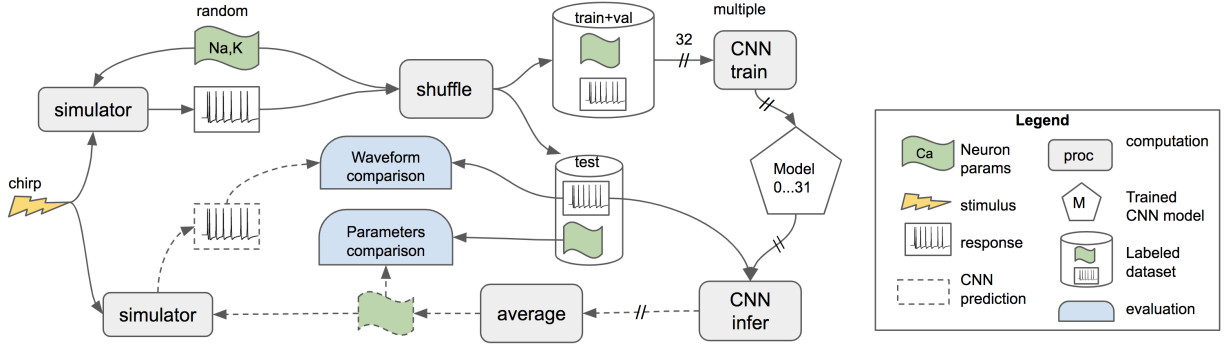 random
Na,K
simulator
shuffle
train+val
32
multiple
CNN
train
chirp
Waveform
comparison
test
Model
0...31
Parameters
comparison
simulator
average
CNN
infer
Legend
Ca
Neuron
params
proc
computation
stimulus
M
Trained
CNN model
response
Labeled
dataset
CNN
prediction
evaluation